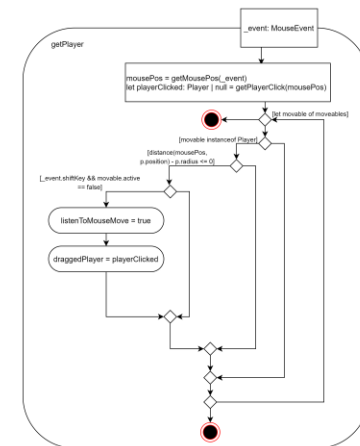 getPlayer
_event: MouseEvent
mousePos = getMousePos(_event)
let playerClicked: Player | null = getPlayerClick(mousePos)
[let movable of moveables]
[movable instanceof Player]
[distance(mousePos,
p.position) - p.radius <= 0]
[_event.shiftKey && movable.active
== false]
listenToMouseMove = true
draggedPlayer = playerClicked